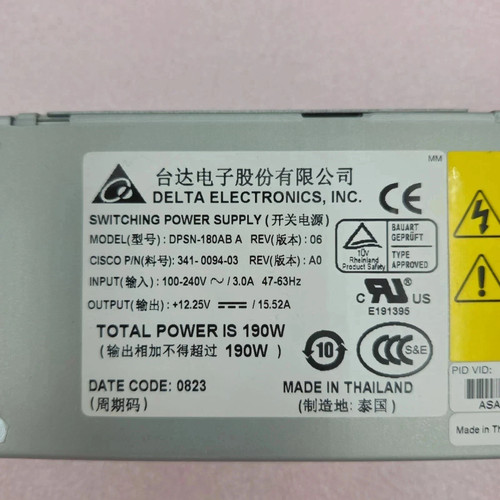 MM
台达电子股份有限公司
DELTA ELECTRONICS, INC.
SWITCHING POWER SUPPLY (开关电源)
MODEL(型号): DPSN-180AB A REV(版本): 06
CISCO P/N(料号): 341-0094-03 REV(版本): A0
INPUT(输入): 100-240V ～/ 3.0A 47-63Hz
OUTPUT(输出): +12.25V ⎓ / 15.52A
TOTAL POWER IS 190W
(输出相加不得超过 190W)
DATE CODE: 0823
(周期码)
MADE IN THAILAND
(制造地: 泰国)
CE
TÜV
Rheinland
Product Safety
BAUART
GEPRÜFT
TYPE
APPROVED
C RU US
E191395
10
CCC S&E
PID VID:
ASA
Made in Th